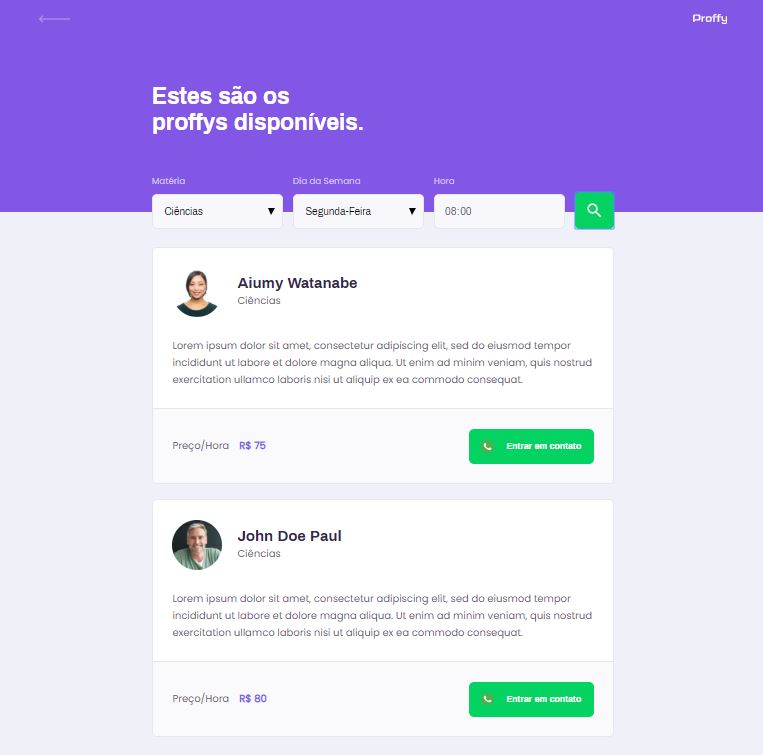 Proffy
Estes são os
proffys disponíveis.
Matéria
Dia da Semana
Hora
Ciências
Segunda-Feira
08:00
Aiumy Watanabe
Ciências
Lorem ipsum dolor sit amet, consectetur adipiscing elit, sed do eiusmod tempor
incididunt ut labore et dolore magna aliqua. Ut enim ad minim veniam, quis nostrud
exercitation ullamco laboris nisi ut aliquip ex ea commodo consequat.
Preço/Hora R$ 75
Entrar em contato
John Doe Paul
Ciências
Lorem ipsum dolor sit amet, consectetur adipiscing elit, sed do eiusmod tempor
incididunt ut labore et dolore magna aliqua. Ut enim ad minim veniam, quis nostrud
exercitation ullamco laboris nisi ut aliquip ex ea commodo consequat.
Preço/Hora R$ 80
Entrar em contato